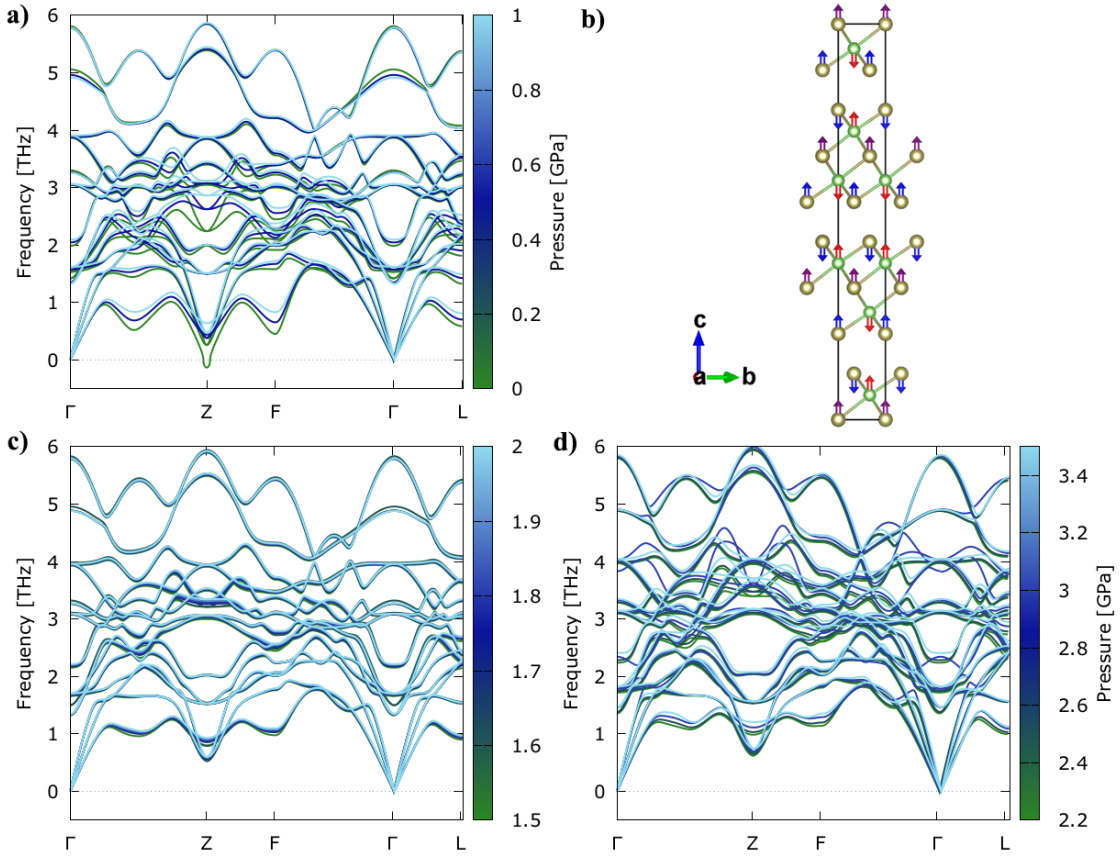 a)
6
5
4
3
2
1
0
Frequency [THz]
Γ
Z
F
Γ
L
1
0.8
0.6
0.4
0.2
0
Pressure [GPa]
b)
c
a
b
c)
6
5
4
3
2
1
0
Frequency [THz]
Γ
Z
F
Γ
L
2
1.9
1.8
1.7
1.6
1.5
d)
6
5
4
3
2
1
0
Frequency [THz]
Γ
Z
F
Γ
L
3.4
3.2
3
2.8
2.6
2.4
2.2
Pressure [GPa]